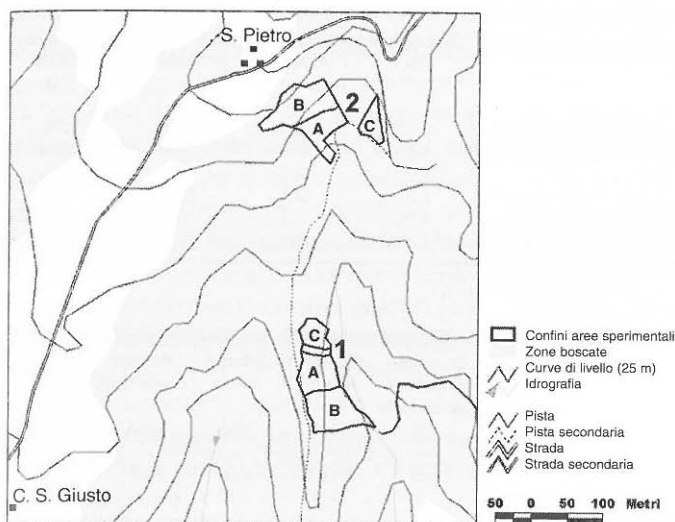 S. Pietro
B
2
A
C
C
1
A
B
C. S. Giusto
Confini aree sperimentali
Zone boscate
Curve di livello (25 m)
Idrografia
Pista
Pista secondaria
Strada
Strada secondaria
50 0 50 100 Metri